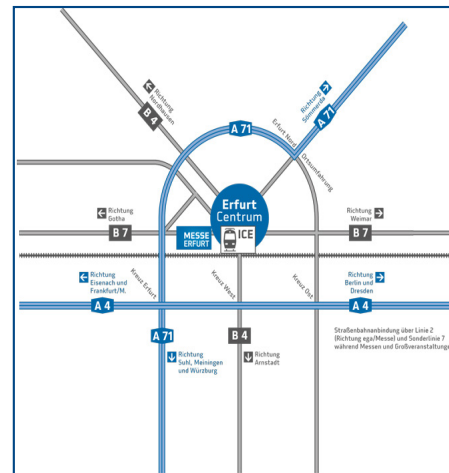 Richtung
Nordhausen
B 4
A 71
Richtung
Sömmerda
A 71
Erfurt Nord
Ortsumfahrung
Erfurt
Centrum
Richtung
Gotha
B 7
MESSE
ERFURT
ICE
Richtung
Weimar
B 7
Richtung
Eisenach und
Frankfurt/M.
A 4
Kreuz Erfurt
Kreuz West
Kreuz Ost
Richtung
Berlin und
Dresden
A 4
A 71
Richtung
Suhl, Meiningen
und Würzburg
B 4
Richtung
Arnstadt
Straßenbahnanbindung über Linie 2
(Richtung ega/Messe) und Sonderlinie 7
während Messen und Großveranstaltunge